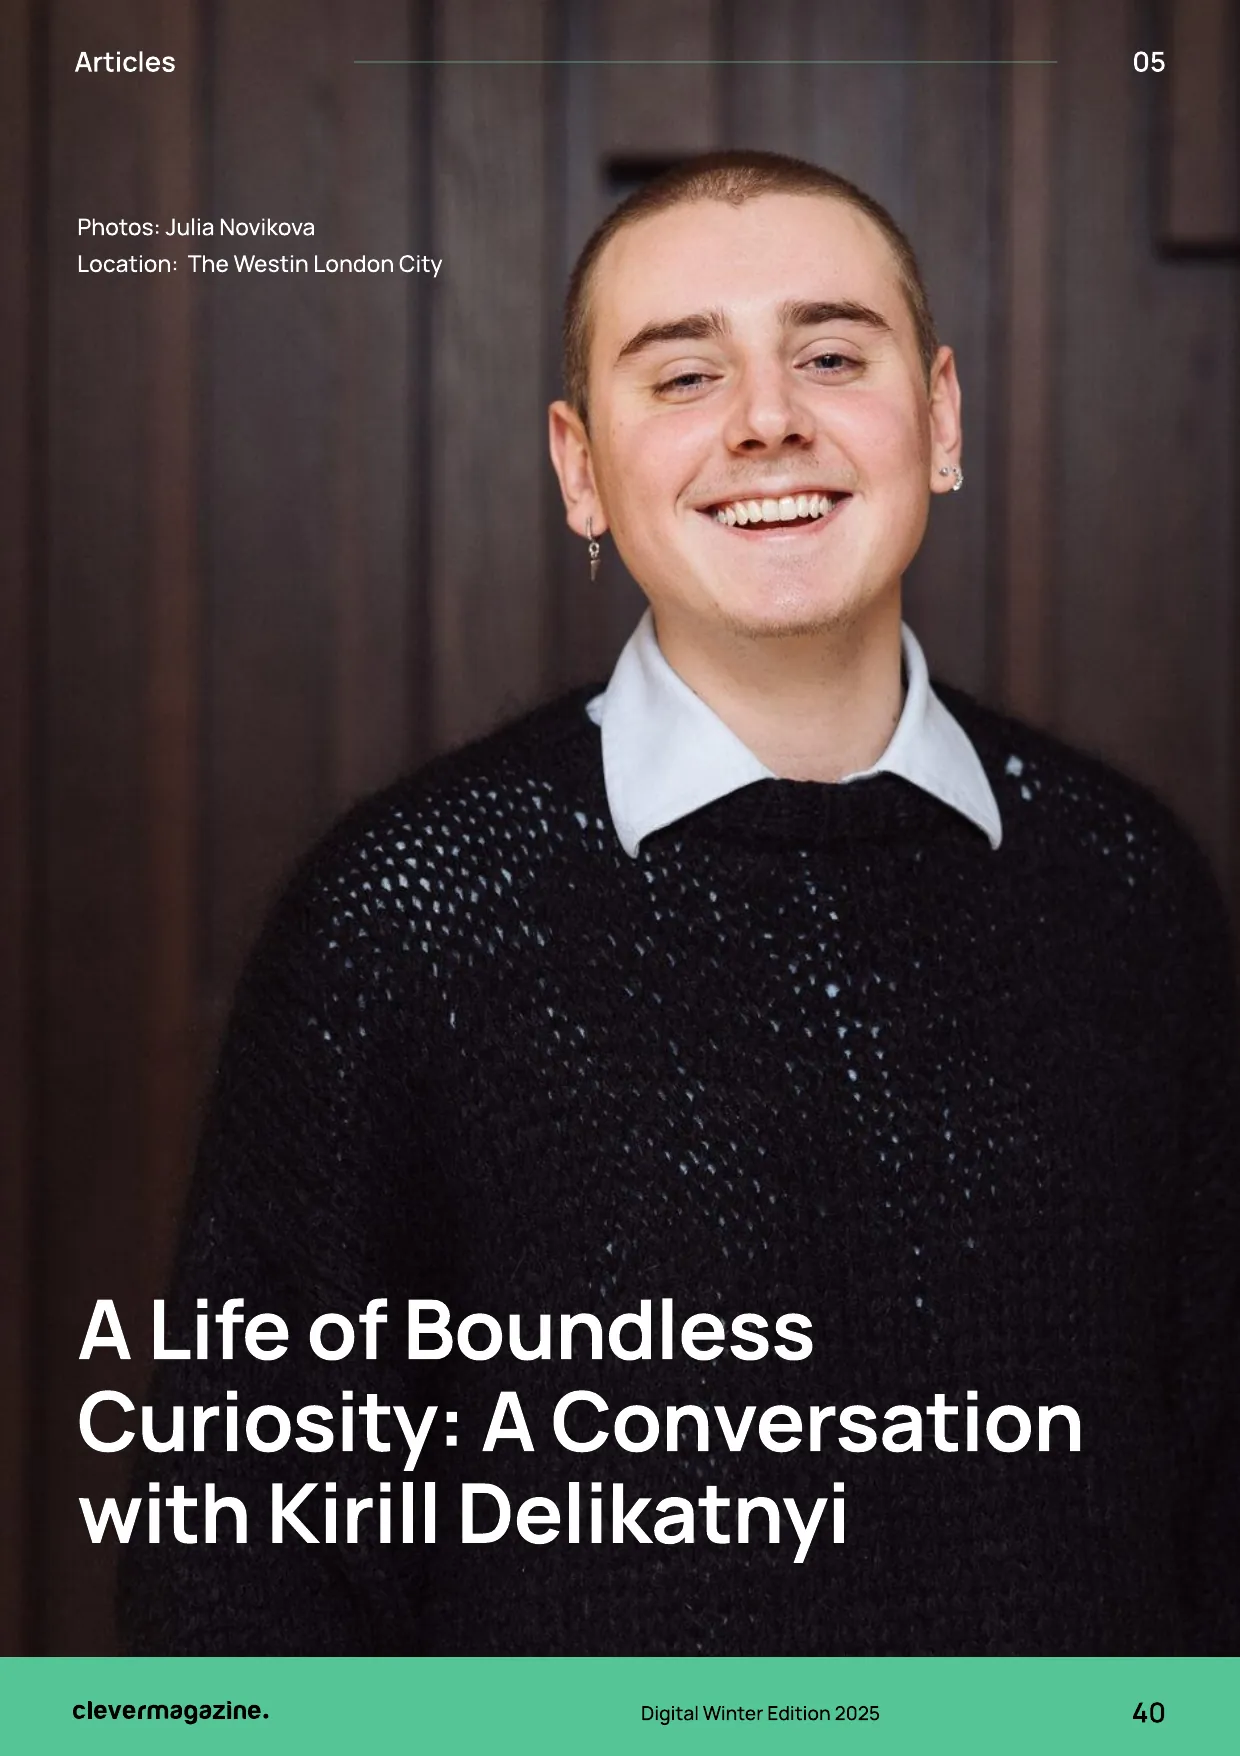 Articles
05
Photos: Julia Novikova
Location: The Westin London City
A Life of Boundless
Curiosity: A Conversation
with Kirill Delikatnyi
clevermagazine.
Digital Winter Edition 2025
40